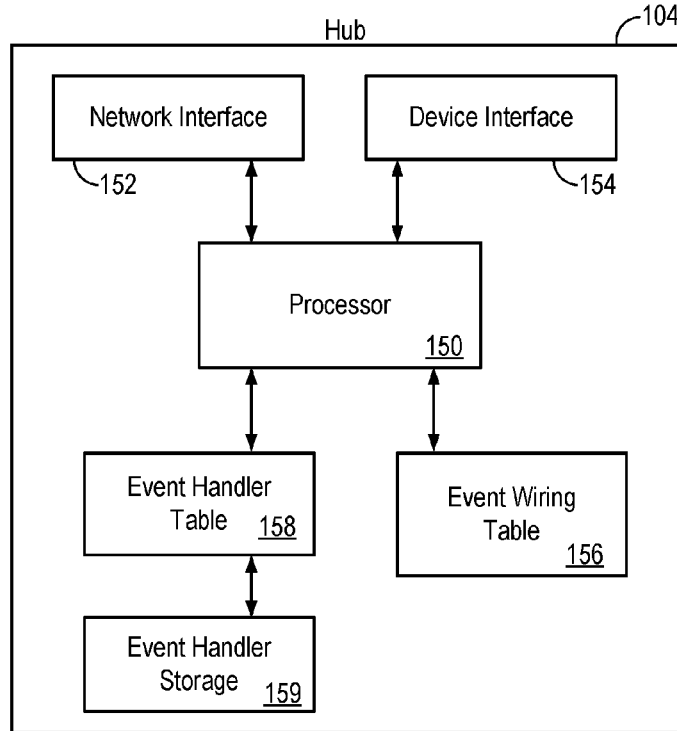 Hub
104
Network Interface
152
Device Interface
154
Processor
150
Event Handler
Table
158
Event Wiring
Table
156
Event Handler
Storage
159